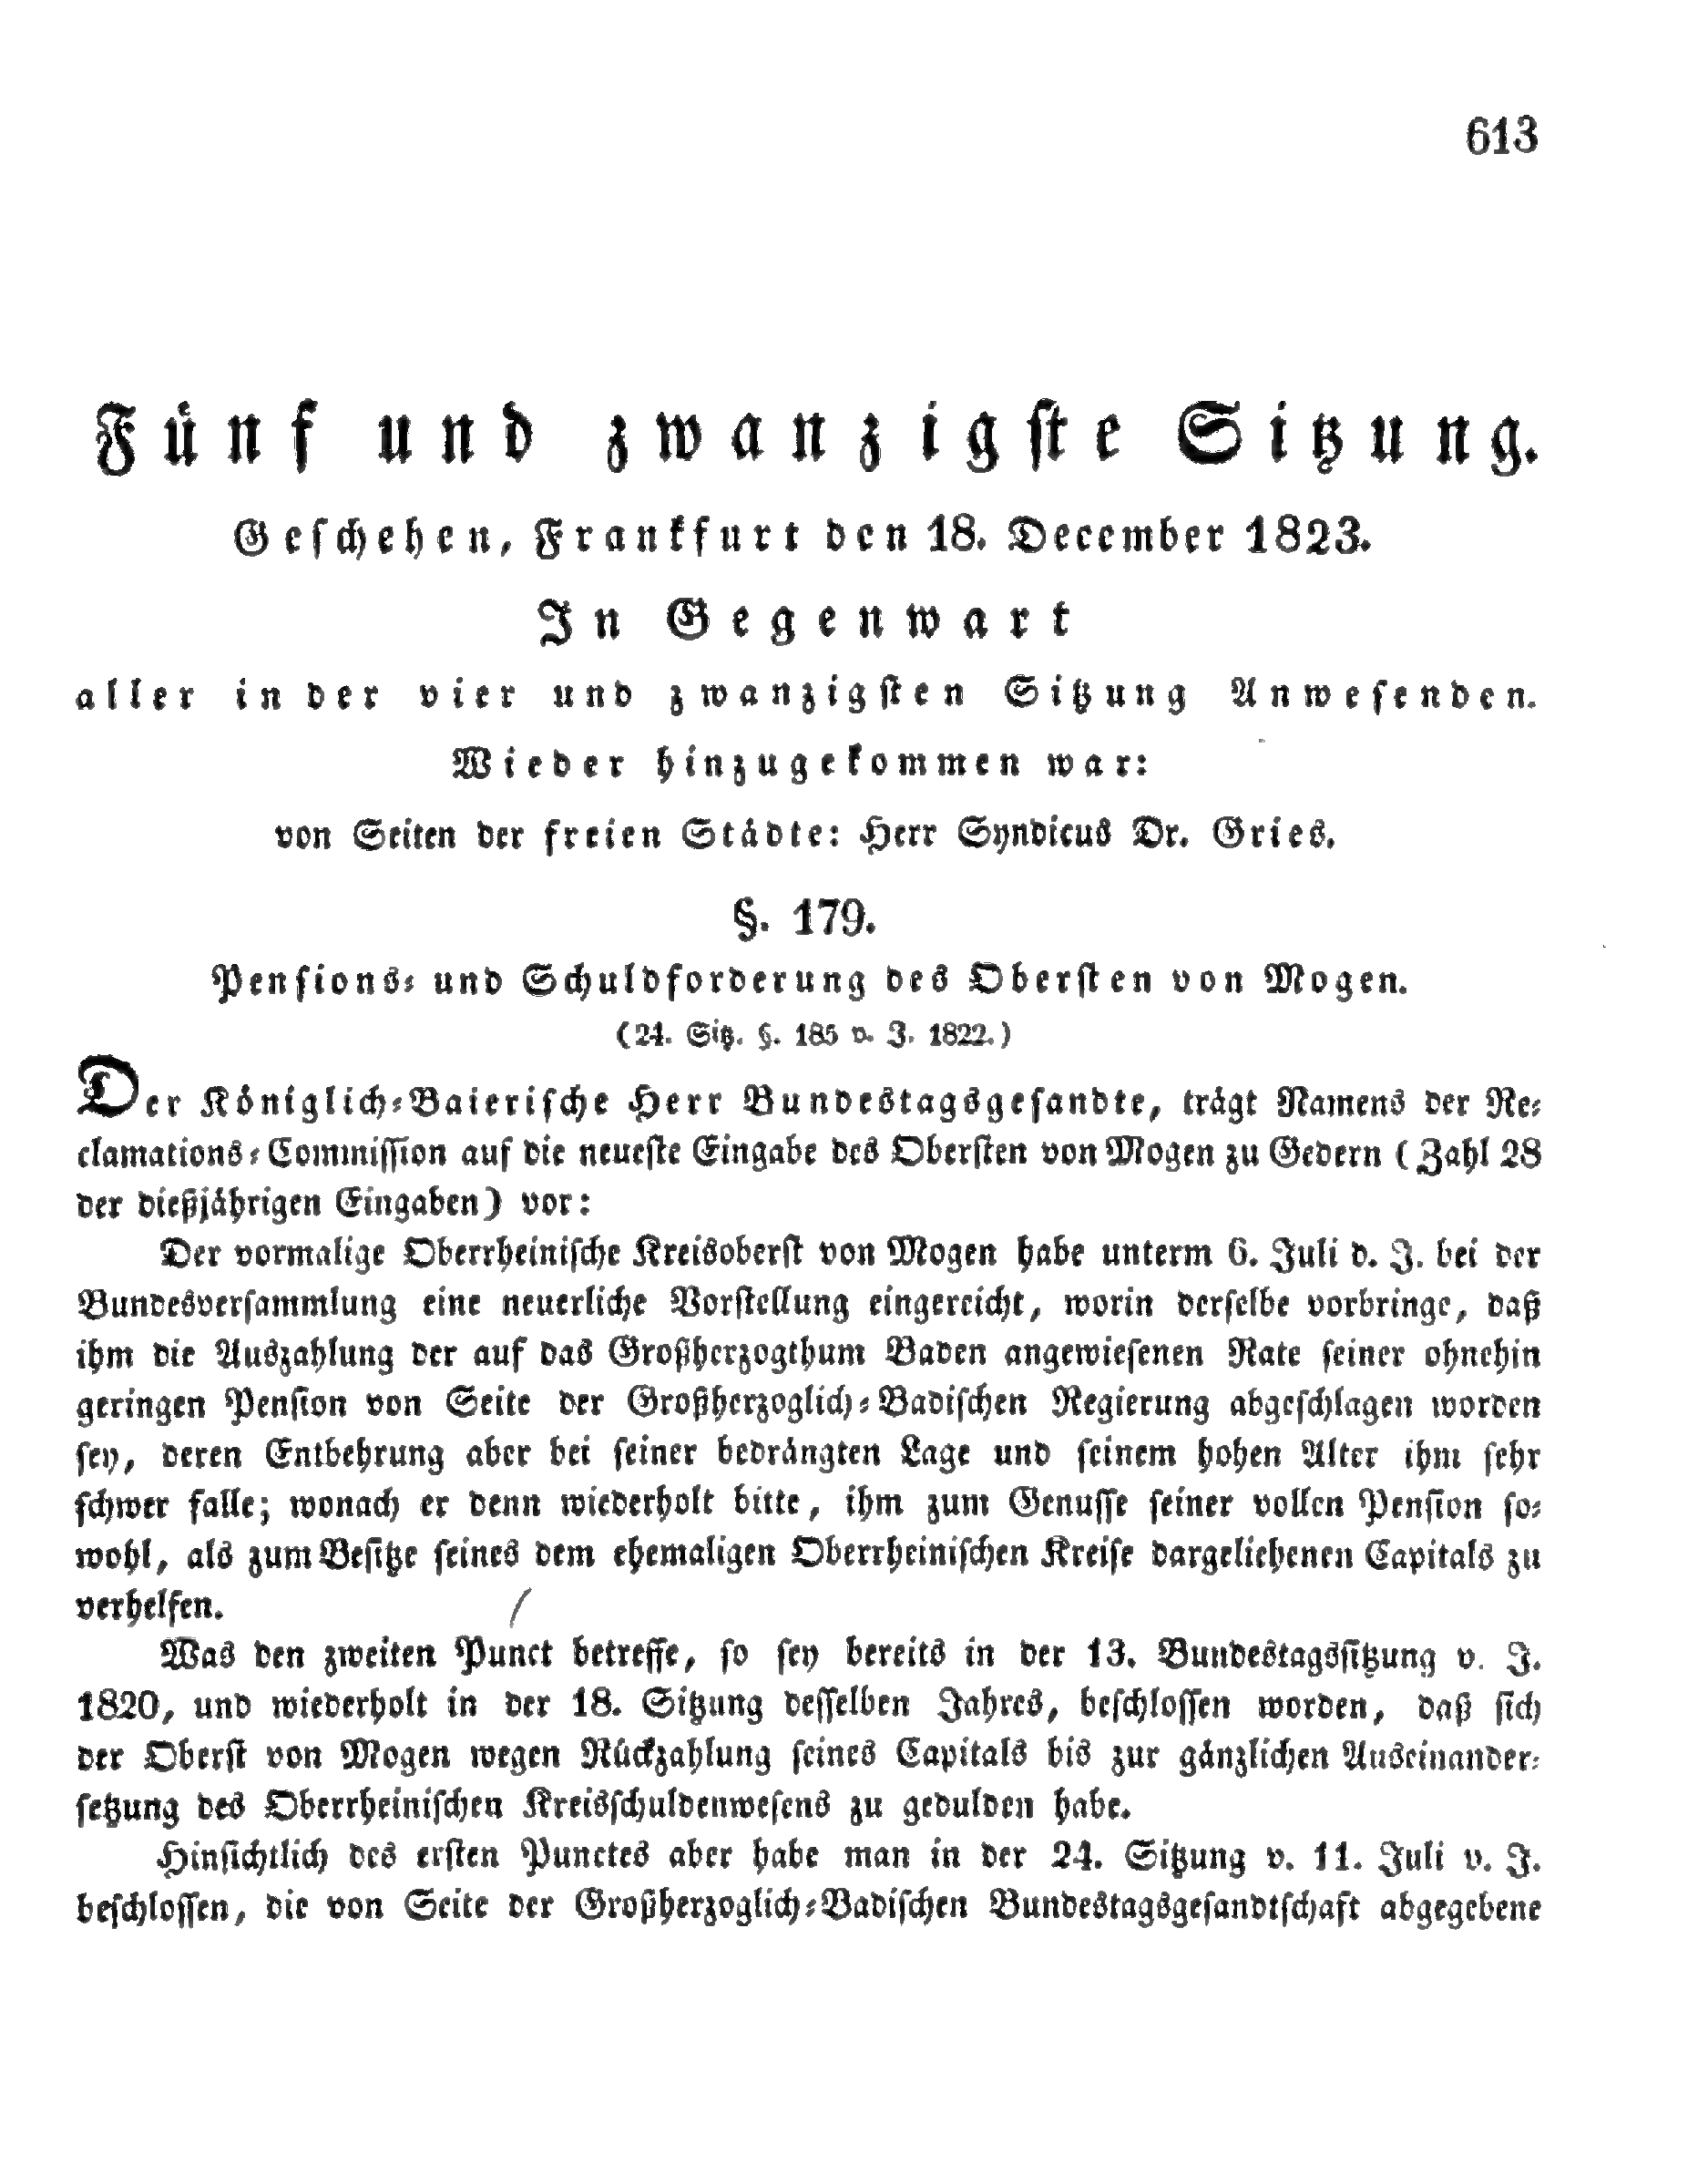 613
Fünf und zwanzigste Sitzung.
Geschehen, Frankfurt den 18. December 1823.
In Gegenwart
aller in der vier und zwanzigsten Sitzung Anwesenden.
Wieder hinzugekommen war:
von Seiten der freien Städte: Herr Syndicus Dr. Gries.
§. 179.
Pensions- und Schuldforderung des Obersten von Mogen.
(24. Sitz. §. 185 v. J. 1822.)
Der Königlich-Baierische Herr Bundestagsgesandte, trägt Namens der Re-
clamations-Commission auf die neueste Eingabe des Obersten von Mogen zu Gedern (Zahl 28
der dießjährigen Eingaben) vor:
Der vormalige Oberrheinische Kreisoberst von Mogen habe unterm 6. Juli d. J. bei der
Bundesversammlung eine neuerliche Vorstellung eingereicht, worin derselbe vorbringe, daß
ihm die Auszahlung der auf das Großherzogthum Baden angewiesenen Rate seiner ohnehin
geringen Pension von Seite der Großherzoglich-Badischen Regierung abgeschlagen worden
sey, deren Entbehrung aber bei seiner bedrängten Lage und seinem hohen Alter ihm sehr
schwer falle; wonach er denn wiederholt bitte, ihm zum Genusse seiner vollen Pension so-
wohl, als zum Besitze seines dem ehemaligen Oberrheinischen Kreise dargeliehenen Capitals zu
verhelfen.
Was den zweiten Punct betreffe, so sey bereits in der 13. Bundestagssitzung v. J.
1820, und wiederholt in der 18. Sitzung desselben Jahres, beschlossen worden, daß sich
der Oberst von Mogen wegen Rückzahlung seines Capitals bis zur gänzlichen Auseinander-
setzung des Oberrheinischen Kreisschuldenwesens zu gedulden habe.
Hinsichtlich des ersten Punctes aber habe man in der 24. Sitzung v. 11. Juli v. J.
beschlossen, die von Seite der Großherzoglich-Badischen Bundestagsgesandtschaft abgegebene